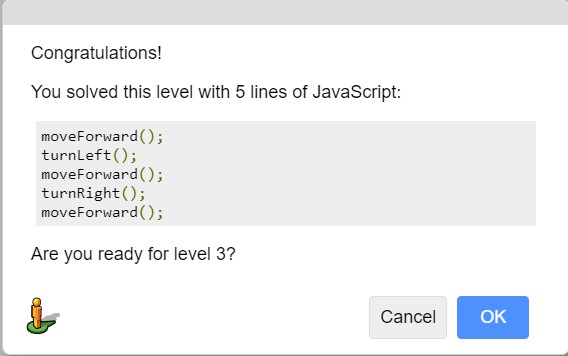 Congratulations!
You solved this level with 5 lines of JavaScript:
moveForward();
turnLeft();
moveForward();
turnRight();
moveForward();
Are you ready for level 3?
Cancel
OK